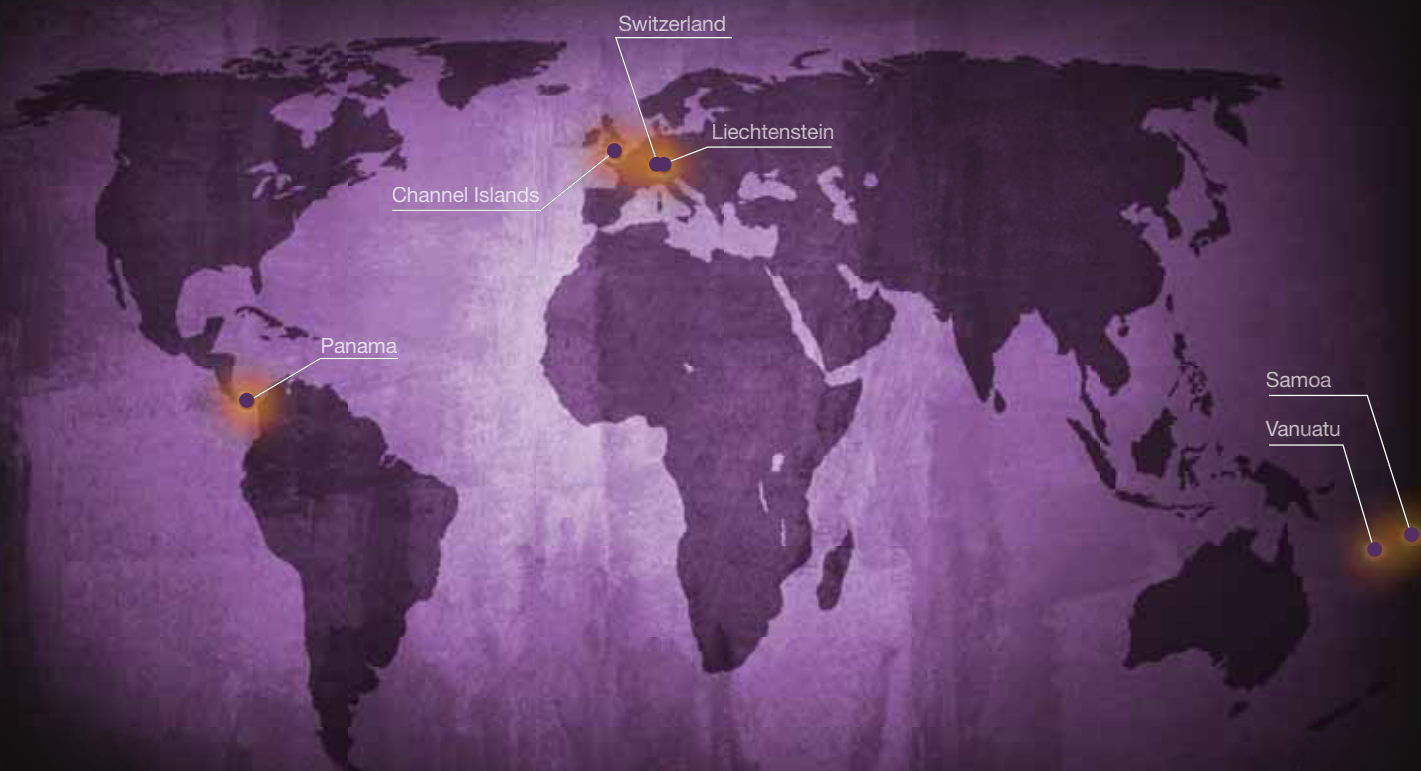 Switzerland
Liechtenstein
Channel Islands
Panama
Samoa
Vanuatu